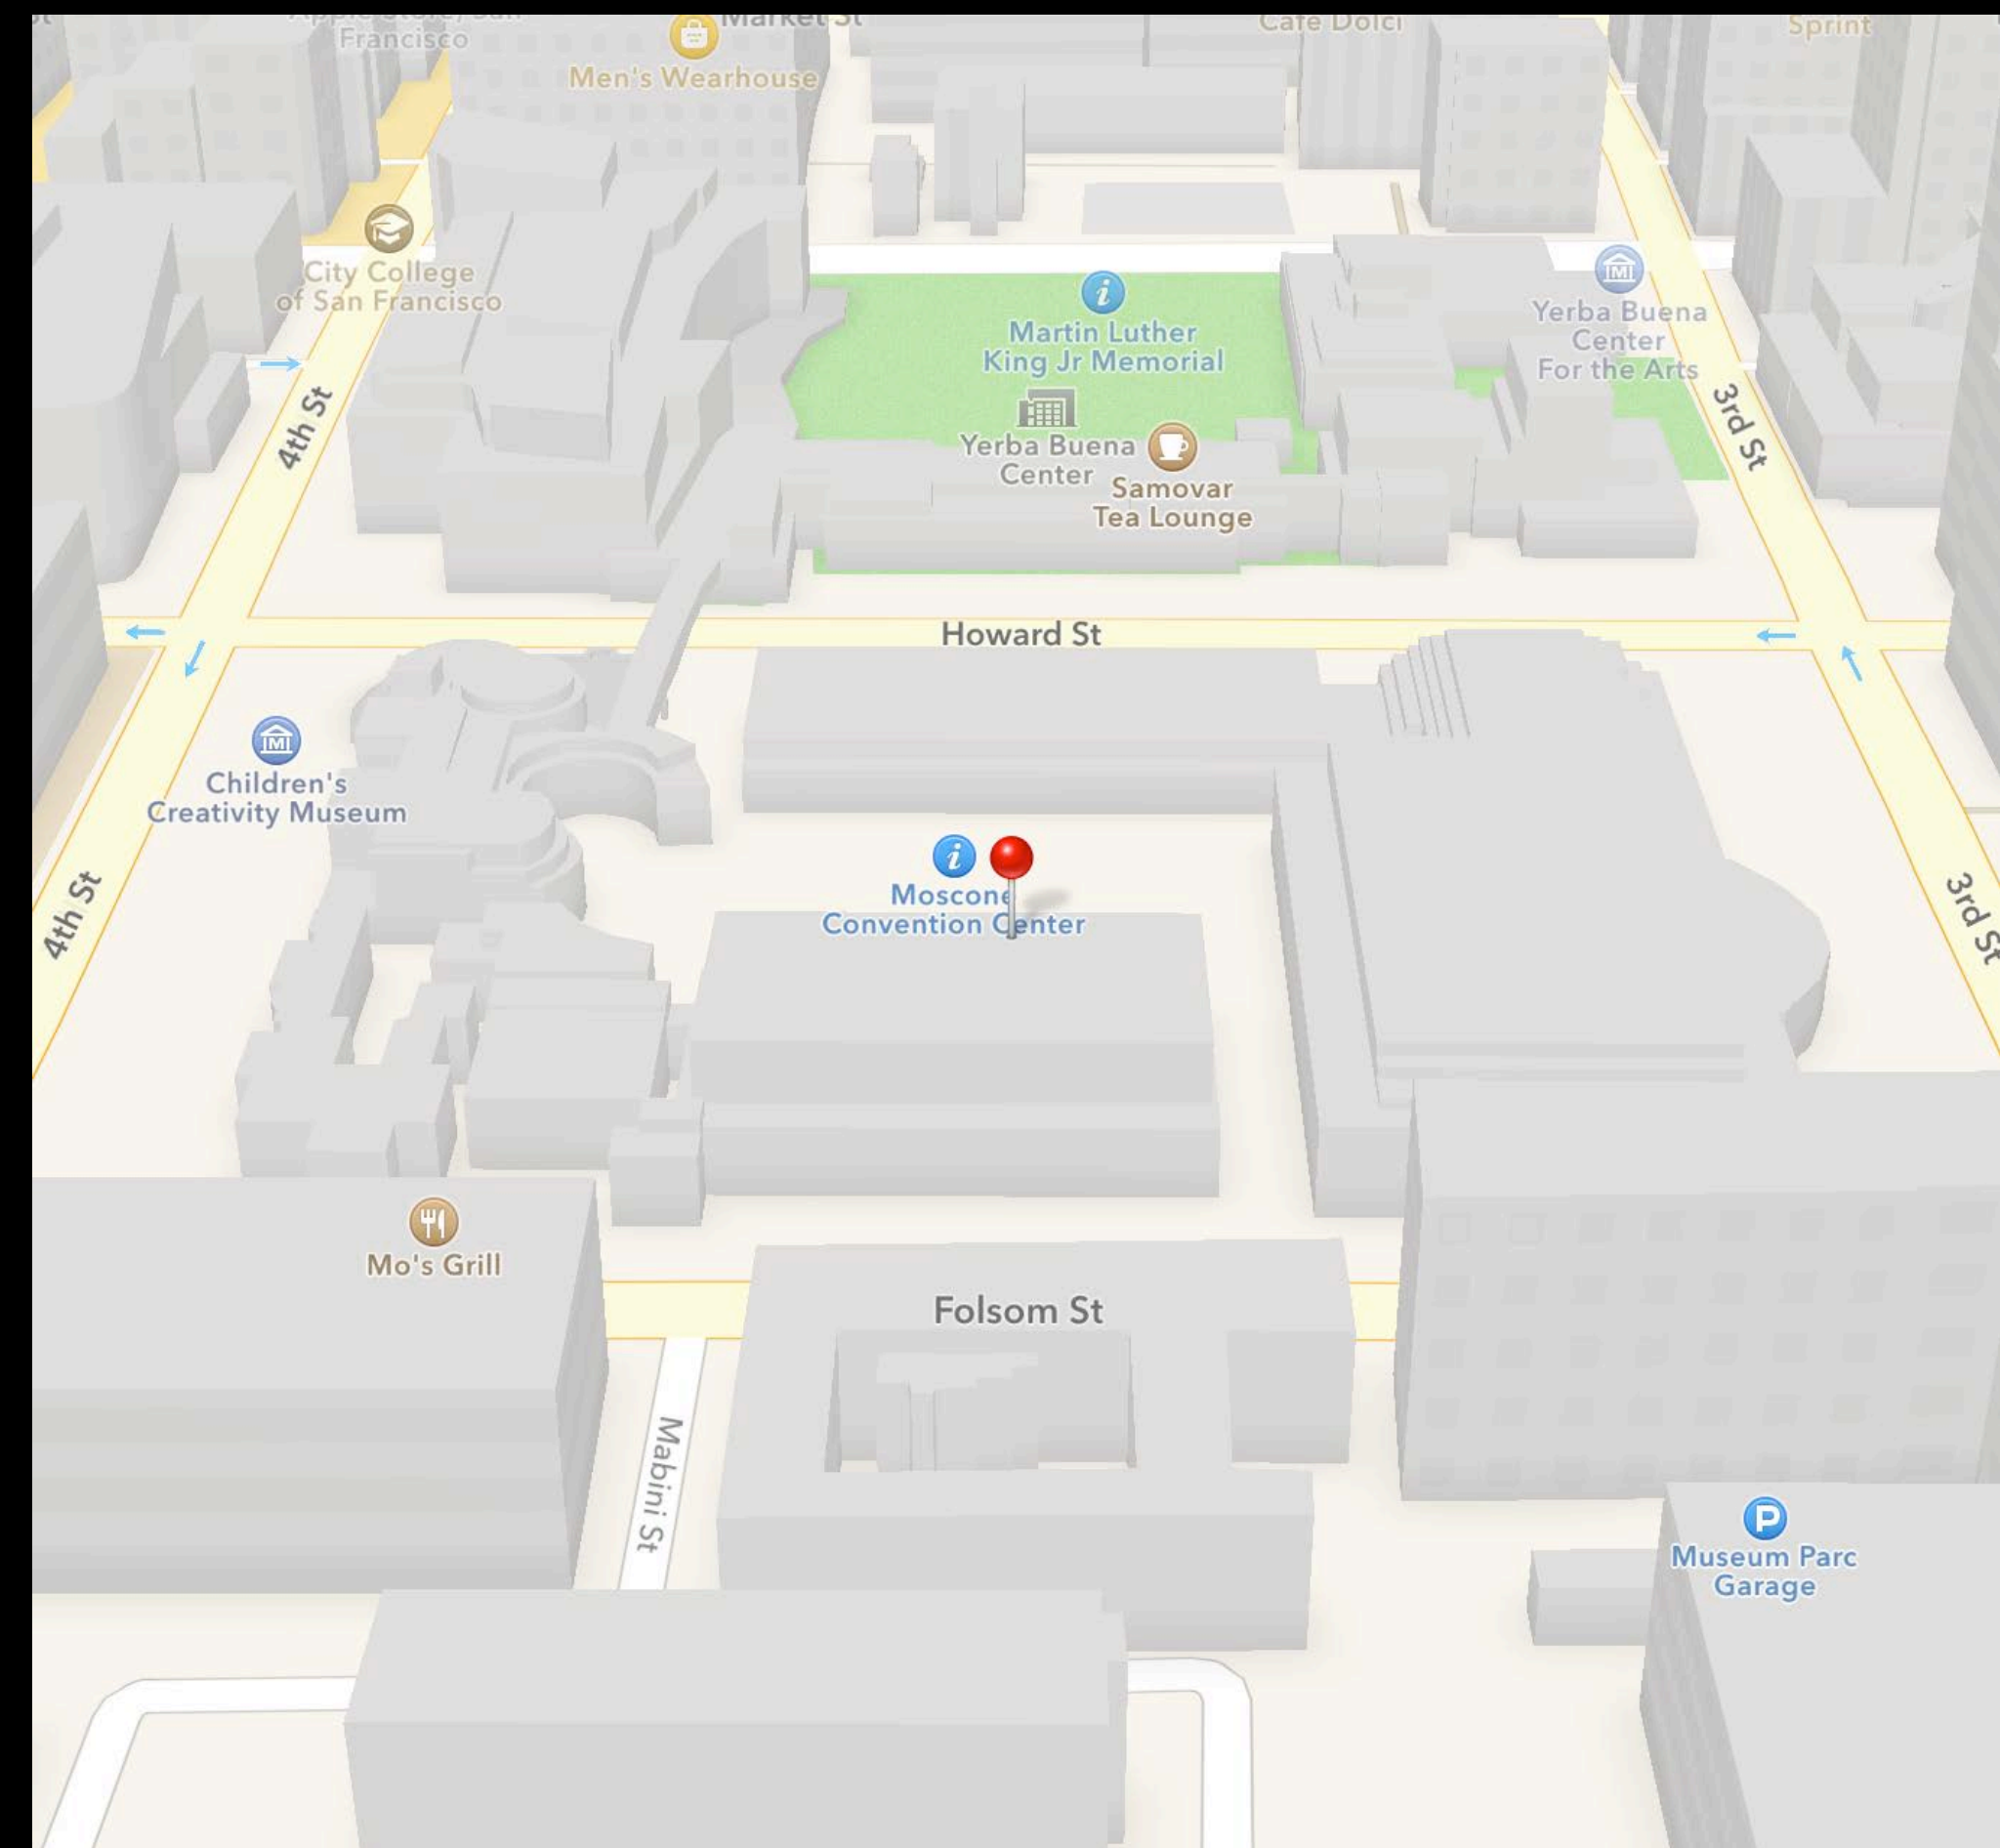 Francisco
Market St
Cafe Dolci
Sprint
Men's Wearhouse
City College
of San Francisco
Martin Luther
King Jr Memorial
Yerba Buena
Center
For the Arts
4th St
3rd St
Yerba Buena
Center
Samovar
Tea Lounge
Howard St
Children's
Creativity Museum
Moscone
Convention Center
4th St
3rd St
Mo's Grill
Folsom St
Mabini St
P
Museum Parc
Garage